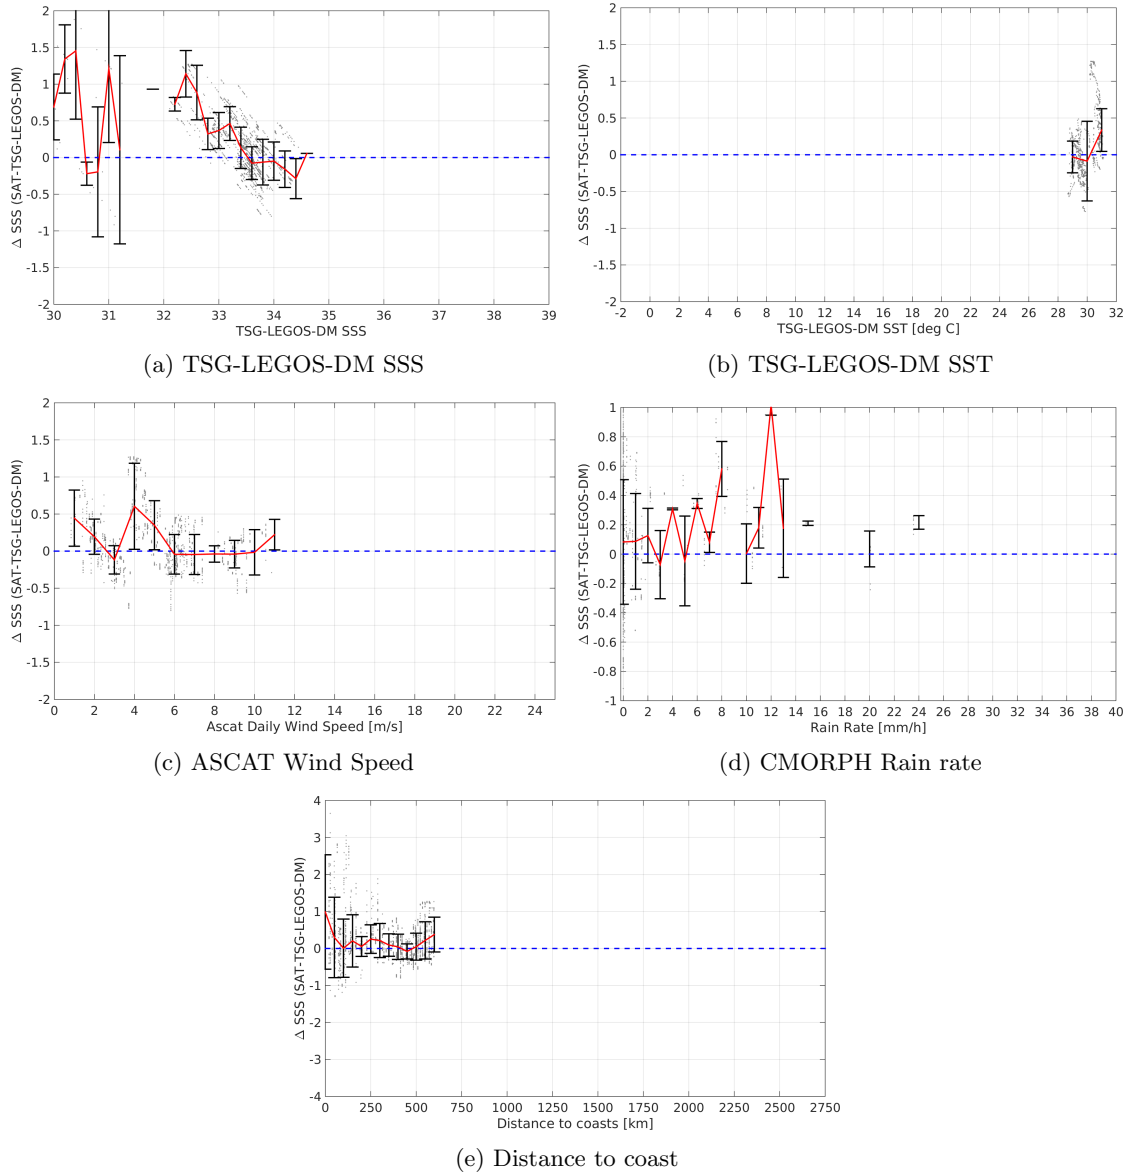 2
1.5
1
0.5
0
-0.5
-1
-1.5
-2
Δ SSS (SAT-TSG-LEGOS-DM)
30 31 32 33 34 35 36 37 38 39
TSG-LEGOS-DM SSS
(a) TSG-LEGOS-DM SSS
2
1.5
1
0.5
0
-0.5
-1
-1.5
-2
Δ SSS (SAT-TSG-LEGOS-DM)
-2 0 2 4 6 8 10 12 14 16 18 20 22 24 26 28 30 32
TSG-LEGOS-DM SST [deg C]
(b) TSG-LEGOS-DM SST
2
1.5
1
0.5
0
-0.5
-1
-1.5
-2
Δ SSS (SAT-TSG-LEGOS-DM)
0 2 4 6 8 10 12 14 16 18 20 22 24
Ascat Daily Wind Speed [m/s]
(c) ASCAT Wind Speed
1
0.8
0.6
0.4
0.2
0
-0.2
-0.4
-0.6
-0.8
-1
Δ SSS (SAT-TSG-LEGOS-DM)
0 2 4 6 8 10 12 14 16 18 20 22 24 26 28 30 32 34 36 38 40
Rain Rate [mm/h]
(d) CMORPH Rain rate
4
3
2
1
0
-1
-2
-3
-4
Δ SSS (SAT-TSG-LEGOS-DM)
0 250 500 750 1000 1250 1500 1750 2000 2250 2500 2750
Distance to coasts [km]
(e) Distance to coast